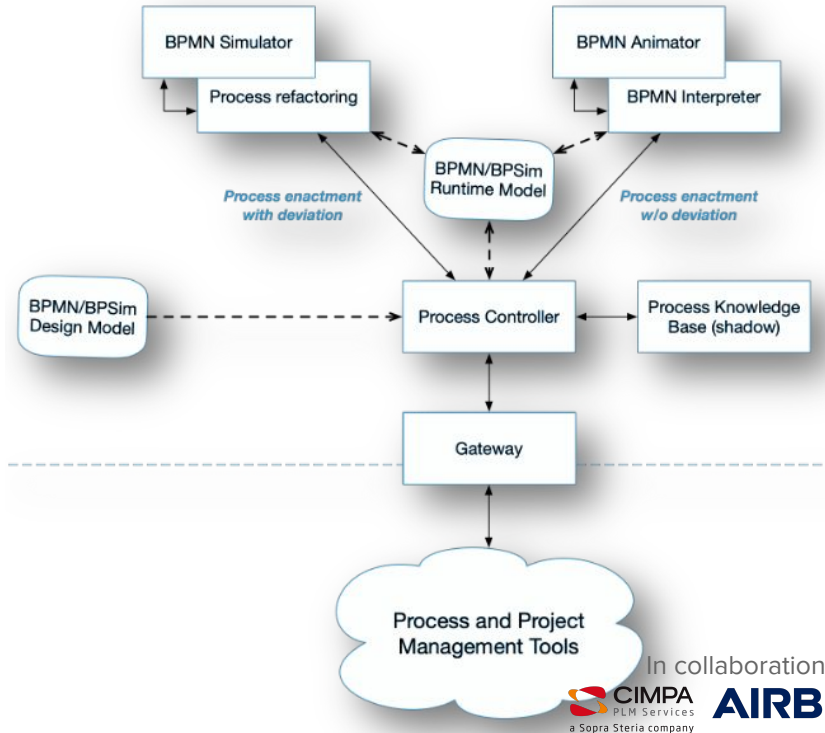 BPMN Simulator
Process refactoring
BPMN Animator
BPMN Interpreter
BPMN/BPSim
Runtime Model
Process enactment
with deviation
Process enactment
w/o deviation
BPMN/BPSim
Design Model
Process Controller
Process Knowledge
Base (shadow)
Gateway
Process and Project
Management Tools
In collaboration
CIMPA
PLM Services
a Sopra Steria company
AIRB